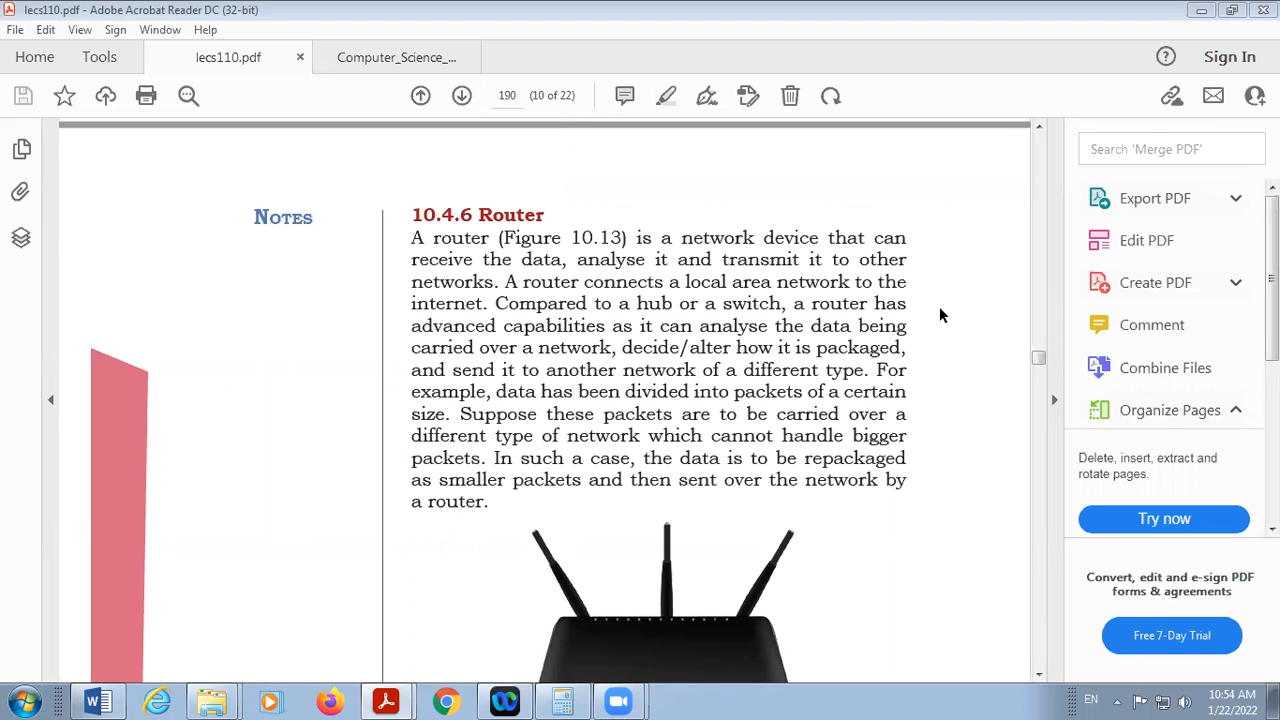 lecs110.pdf - Adobe Acrobat Reader DC (32-bit)
File Edit View Sign Window Help
Home Tools lecs110.pdf × Computer_Science_... Sign In
190 (10 of 22)
Search 'Merge PDF'
NOTES
10.4.6 Router
A router (Figure 10.13) is a network device that can
receive the data, analyse it and transmit it to other
networks. A router connects a local area network to the
internet. Compared to a hub or a switch, a router has
advanced capabilities as it can analyse the data being
carried over a network, decide/alter how it is packaged,
and send it to another network of a different type. For
example, data has been divided into packets of a certain
size. Suppose these packets are to be carried over a
different type of network which cannot handle bigger
packets. In such a case, the data is to be repackaged
as smaller packets and then sent over the network by
a router.
Export PDF
Edit PDF
Create PDF
Comment
Combine Files
Organize Pages
Delete, insert, extract and
rotate pages.
Try now
Convert, edit and e-sign PDF
forms & agreements
Free 7-Day Trial
EN
10:54 AM
1/22/2022